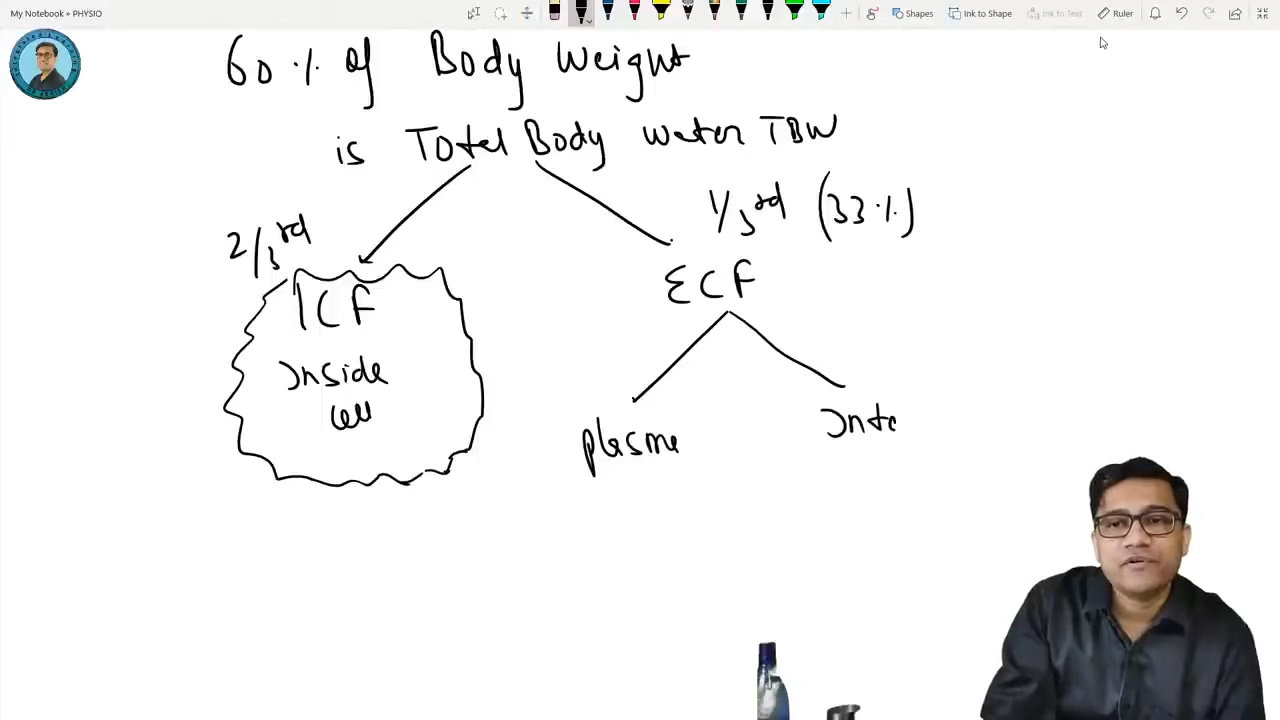 My Notebook » PHYSIO
Shapes
Ink to Shape
Ink to Text
Ruler
60 % of Body Weight
is Total Body water TBW
2/3rd
1/3rd (33%)
ICF
ECF
Inside
cell
plasma
Inte